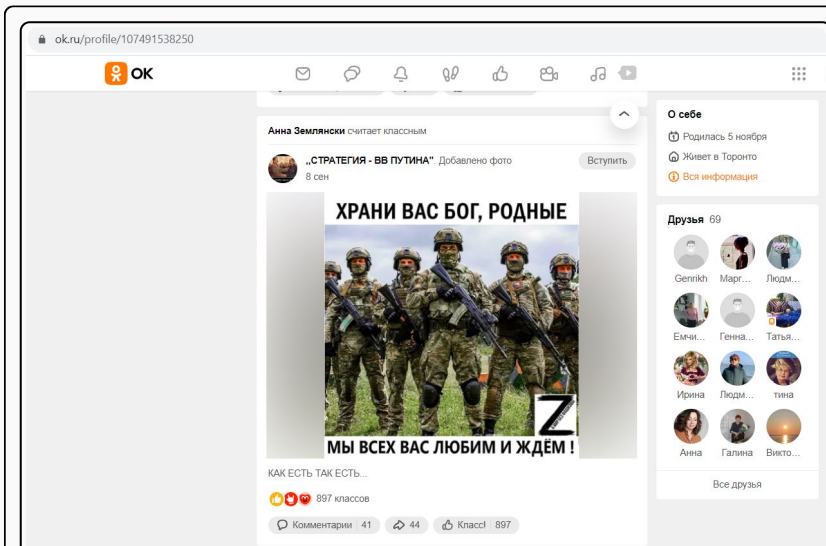 ok.ru/profile/107491538250
ОК
Анна Землянски считает классным
„СТРАТЕГИЯ - ВВ ПУТИНА". Добавлено фото
8 сен
Вступить
ХРАНИ ВАС БОГ, РОДНЫЕ
Z
МЫ ВСЕХ ВАС ЛЮБИМ И ЖДЁМ !
КАК ЕСТЬ ТАК ЕСТЬ...
897 классов
Комментарии 41
44
Класс! 897
О себе
Родилась 5 ноября
Живет в Торонто
Вся информация
Друзья 69
Genrikh Марг... Людм...
Емчи... Генна... Татья...
Ирина Людм... тина
Анна Галина Викто...
Все друзья